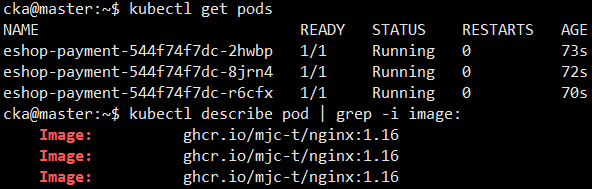 cka@master:~$ kubectl get pods
NAME READY STATUS RESTARTS AGE
eshop-payment-544f74f7dc-2hwbp 1/1 Running 0 73s
eshop-payment-544f74f7dc-8jrn4 1/1 Running 0 72s
eshop-payment-544f74f7dc-r6cfx 1/1 Running 0 70s
cka@master:~$ kubectl describe pod | grep -i image:
Image: ghcr.io/mjc-t/nginx:1.16
Image: ghcr.io/mjc-t/nginx:1.16
Image: ghcr.io/mjc-t/nginx:1.16